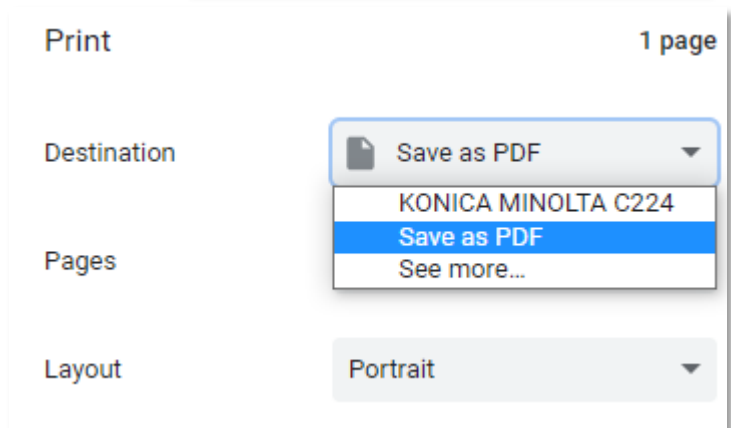 Print 1 page
Destination Save as PDF
KONICA MINOLTA C224
Save as PDF
Pages
See more...
Layout Portrait